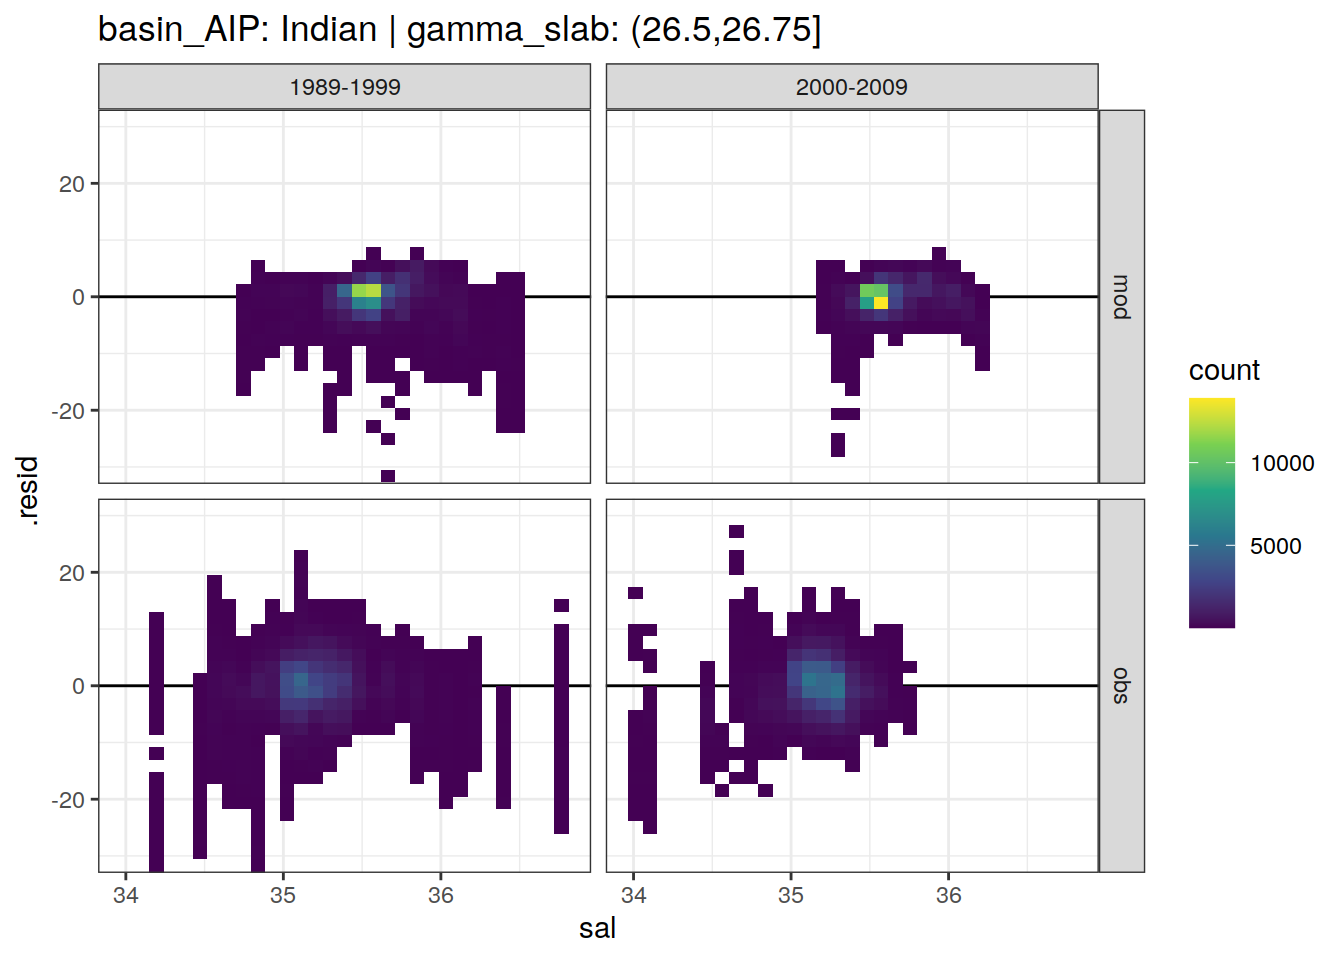 basin_AIP: Indian | gamma_slab: (26.5,26.75]
1989-1999
2000-2009
20
0
-20
mod
20
0
-20
obs
.resid
34
35
36
34
35
36
sal
count
10000
5000